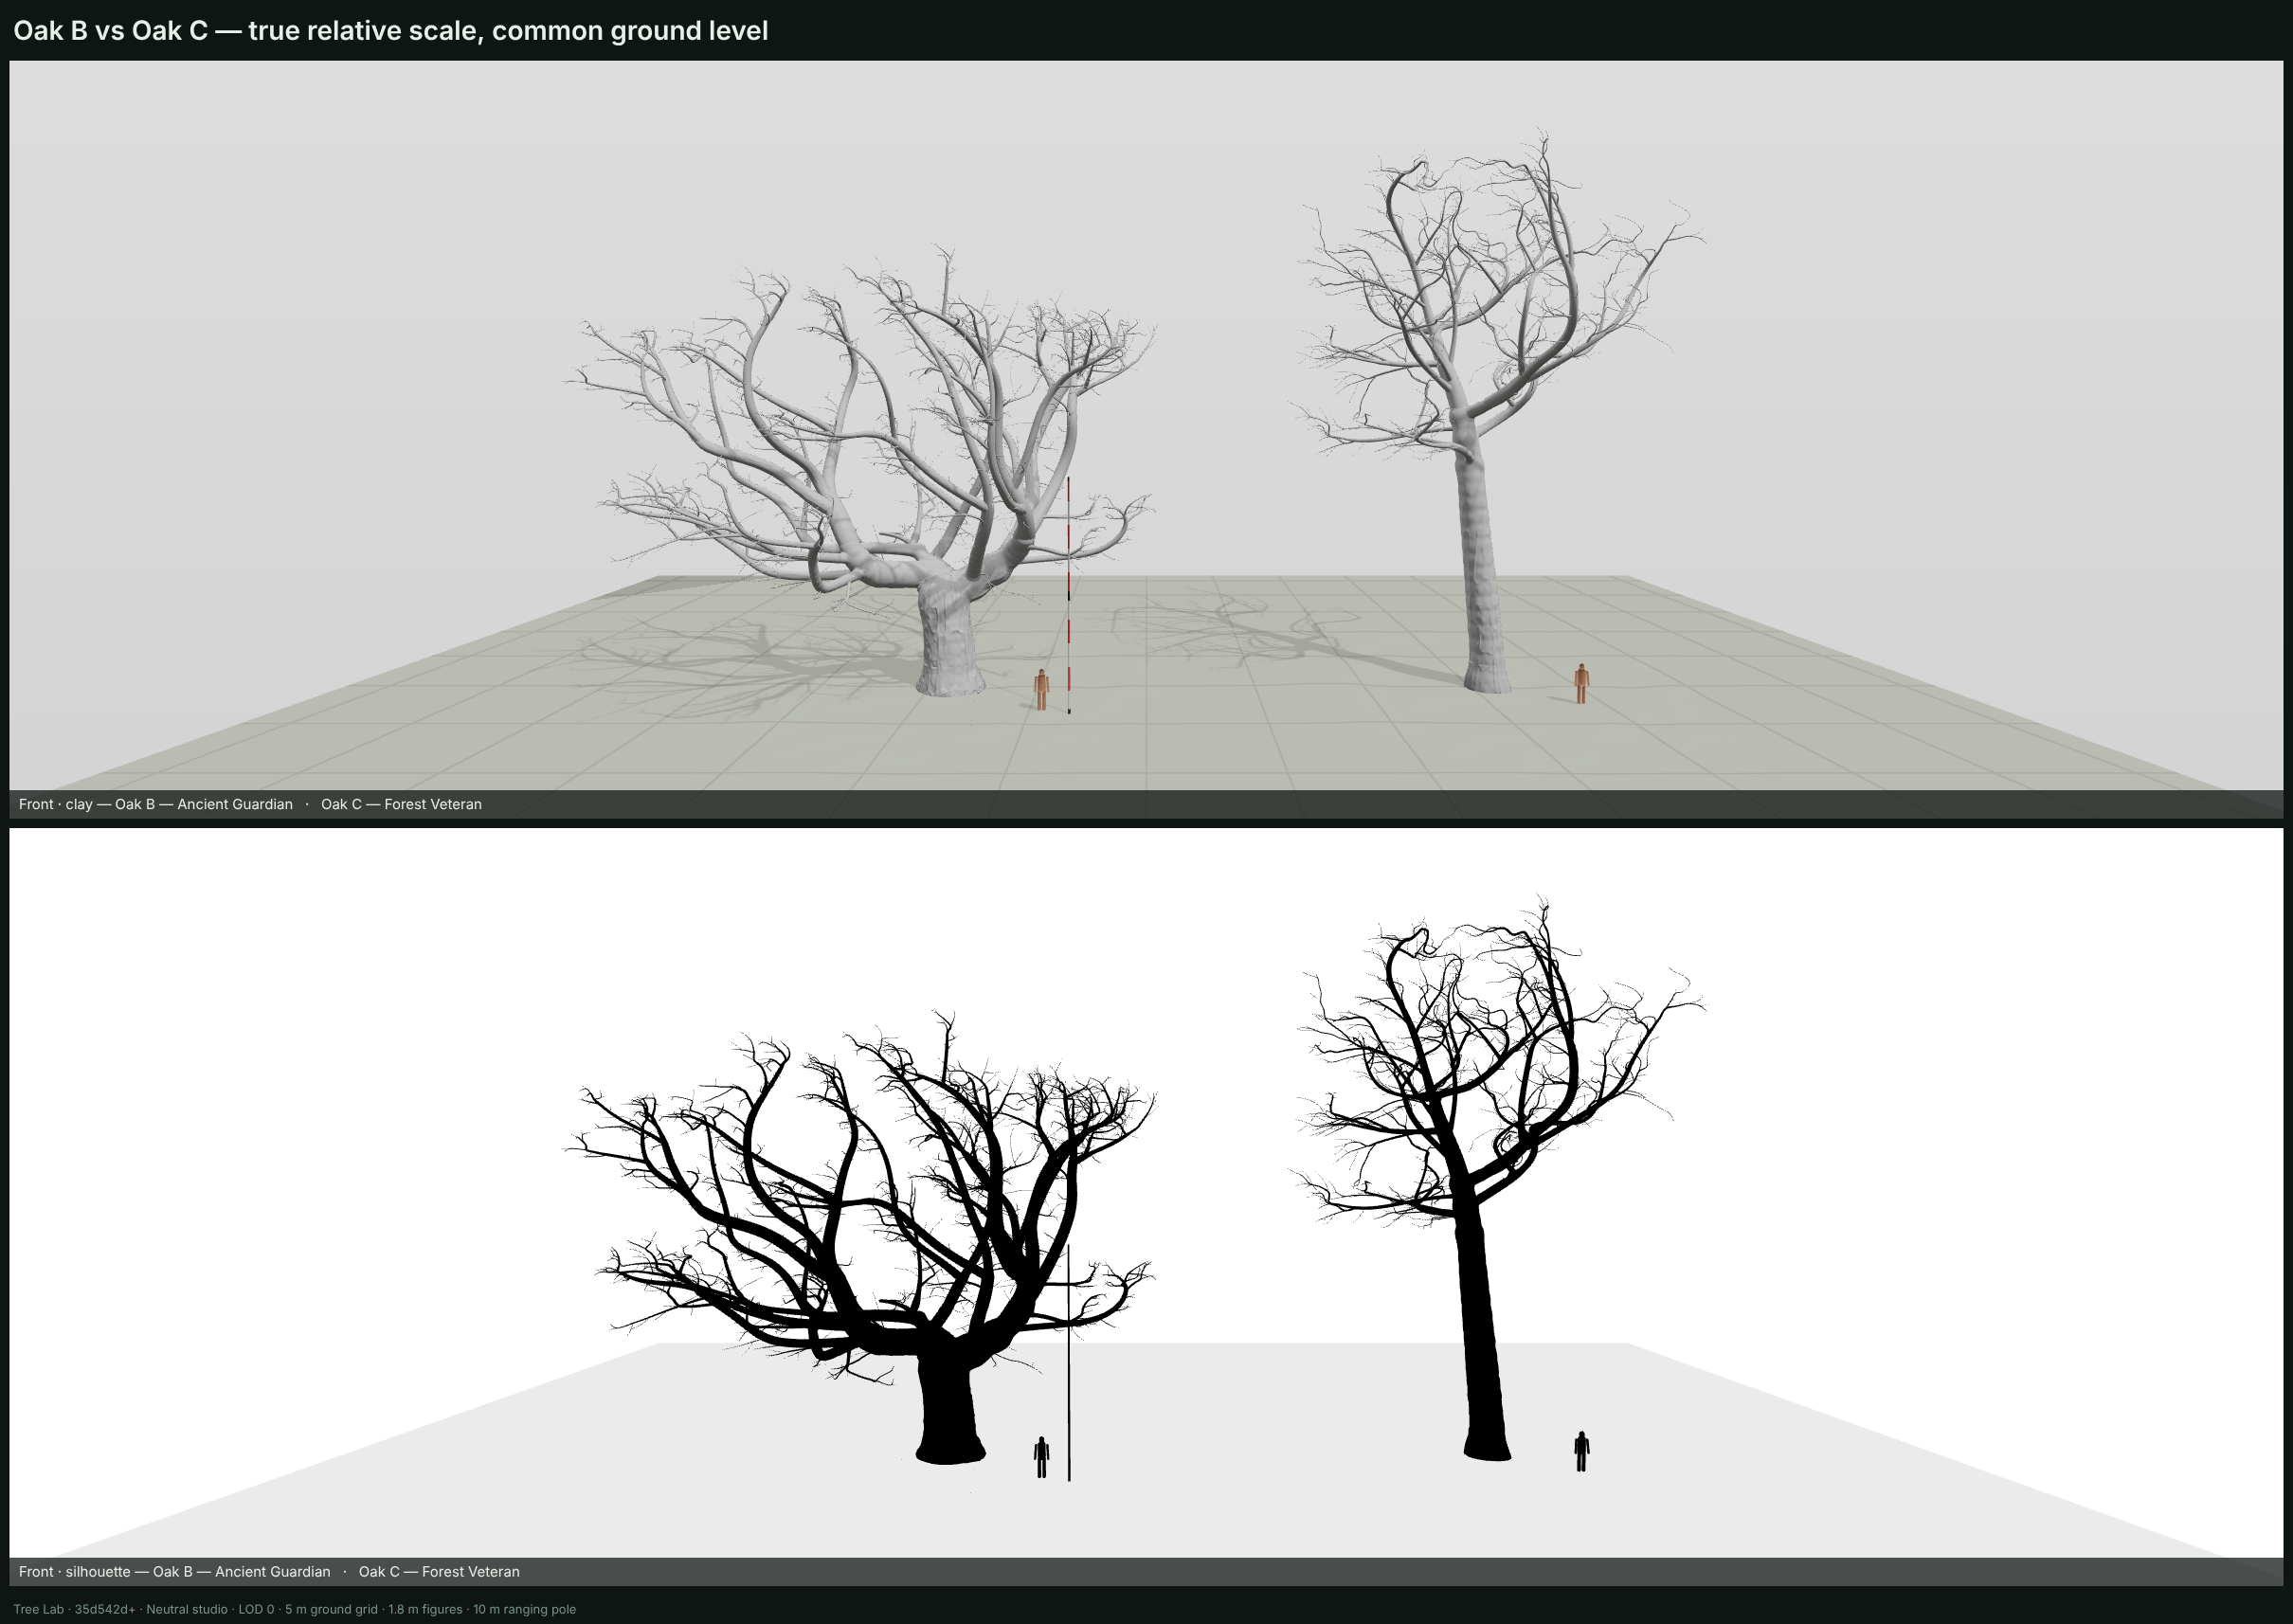 Oak B vs Oak C — true relative scale, common ground level
Front · clay — Oak B — Ancient Guardian · Oak C — Forest Veteran
Front · silhouette — Oak B — Ancient Guardian · Oak C — Forest Veteran
Tree Lab · 35d542d+ · Neutral studio · LOD 0 · 5 m ground grid · 1.8 m figures · 10 m ranging pole